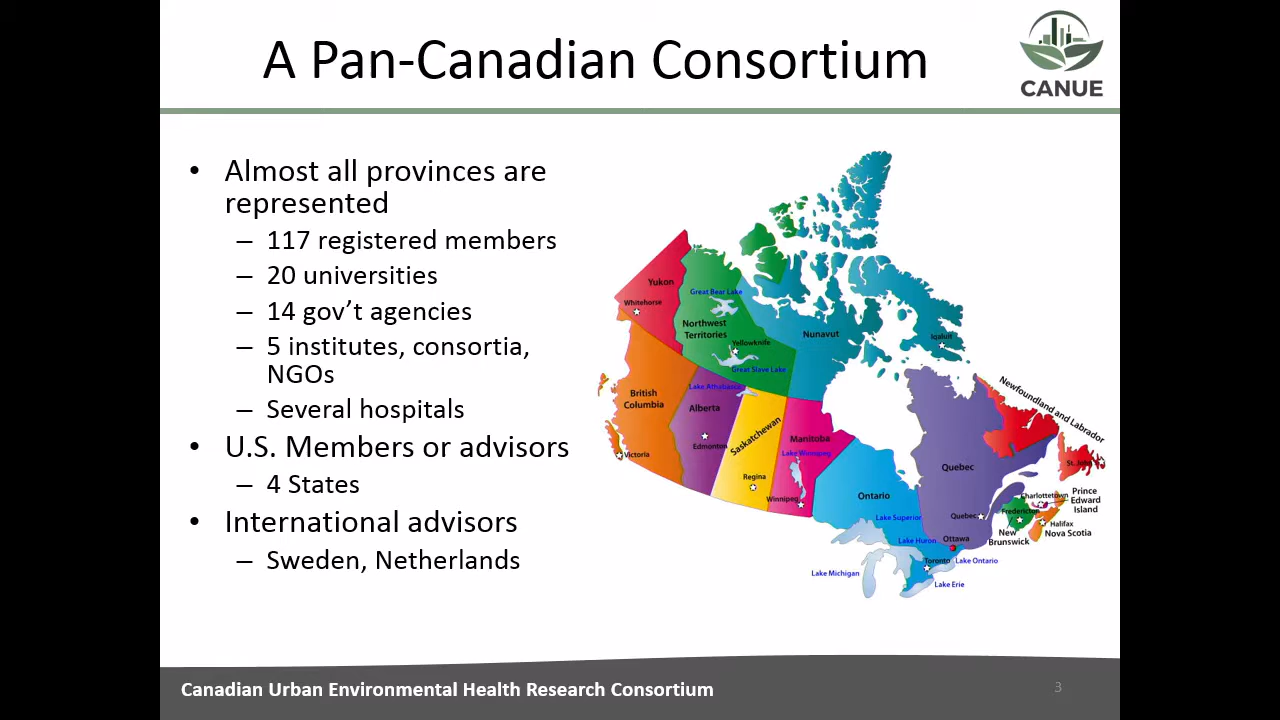 A Pan-Canadian Consortium
CANUE
• Almost all provinces are
represented
– 117 registered members
– 20 universities
– 14 gov’t agencies
– 5 institutes, consortia,
NGOs
– Several hospitals
• U.S. Members or advisors
– 4 States
• International advisors
– Sweden, Netherlands
Yukon
Whitehorse
Great Bear Lake
Northwest
Territories
Yellowknife
Great Slave Lake
Nunavut
Iqaluit
British
Columbia
Victoria
Lake Athabasca
Alberta
Edmonton
Saskatchewan
Regina
Manitoba
Lake Winnipeg
Winnipeg
Ontario
Lake Superior
Lake Huron
Ottawa
Toronto
Lake Ontario
Lake Michigan
Lake Erie
Quebec
Quebec
Newfoundland and Labrador
St. John's
Charlottetown
Prince
Edward
Island
Fredericton
New
Brunswick
Halifax
Nova Scotia
Canadian Urban Environmental Health Research Consortium
3